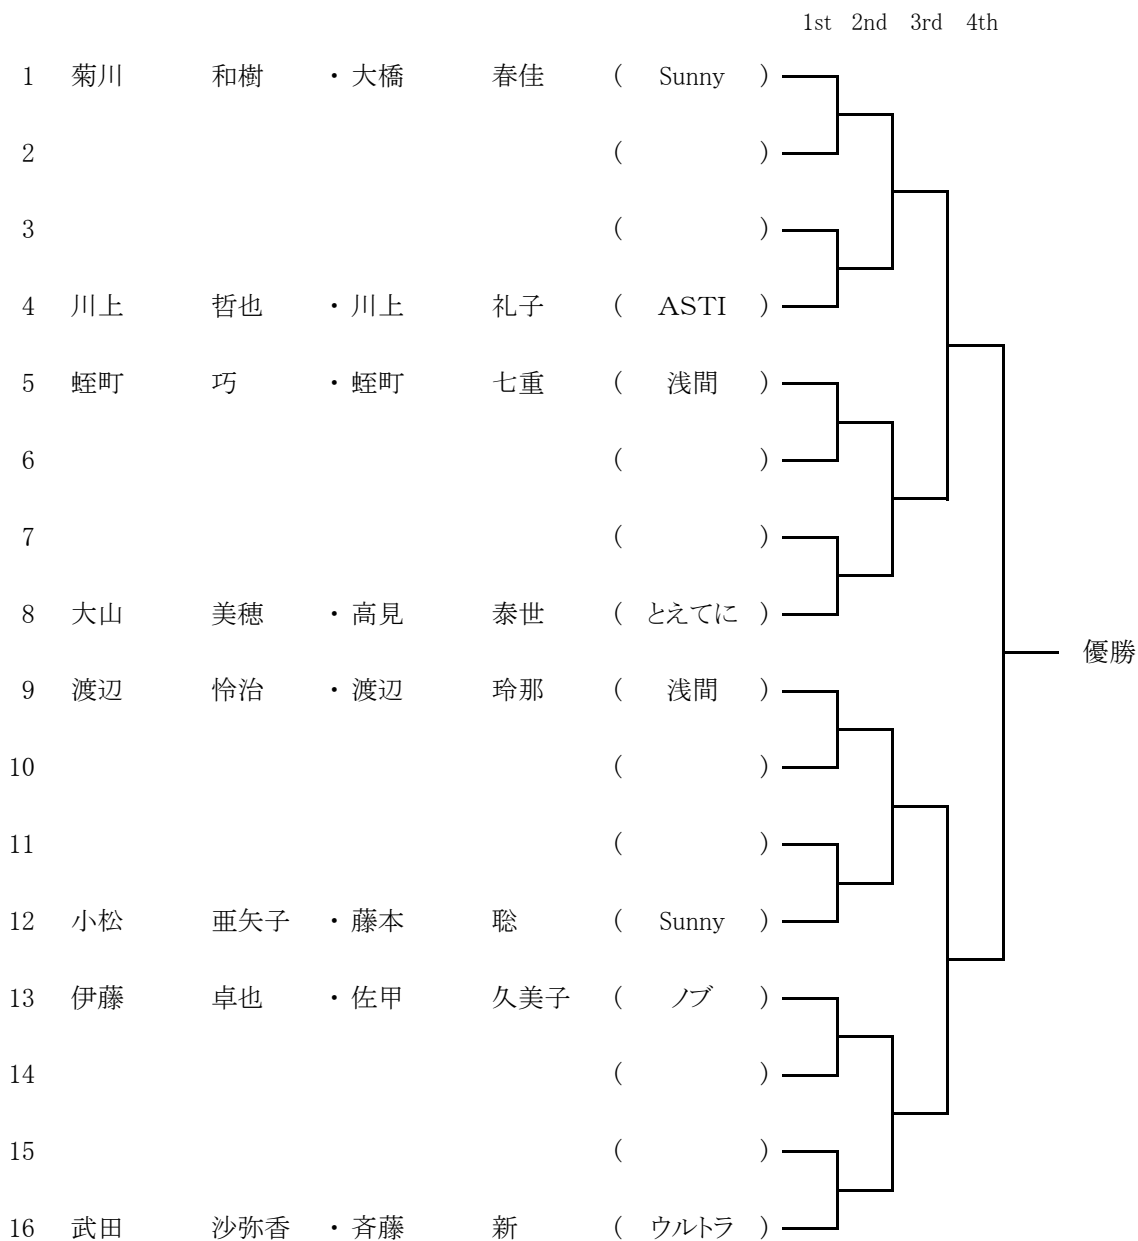 1st 2nd 3rd 4th
1 菊川 和樹 ・ 大橋 春佳 ( Sunny )
2 ( )
3 ( )
4 川上 哲也 ・ 川上 礼子 ( ASTI )
5 蛭町 巧 ・ 蛭町 七重 ( 浅間 )
6 ( )
7 ( )
8 大山 美穂 ・ 高見 泰世 ( とえてに )
優勝
9 渡辺 怜治 ・ 渡辺 玲那 ( 浅間 )
10 ( )
11 ( )
12 小松 亜矢子 ・ 藤本 聡 ( Sunny )
13 伊藤 卓也 ・ 佐甲 久美子 ( ノブ )
14 ( )
15 ( )
16 武田 沙弥香 ・ 斉藤 新 ( ウルトラ )